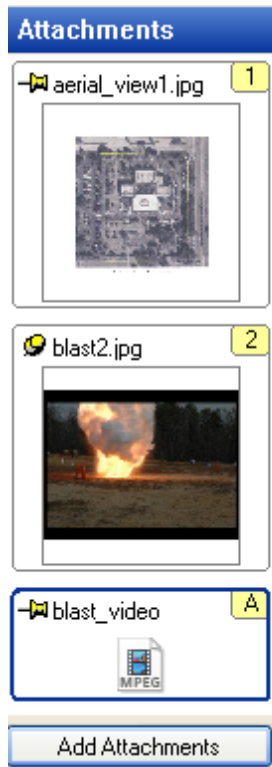 Attachments
aerial_view1.jpg 1
blast2.jpg 2
blast_video A
MPEG
Add Attachments